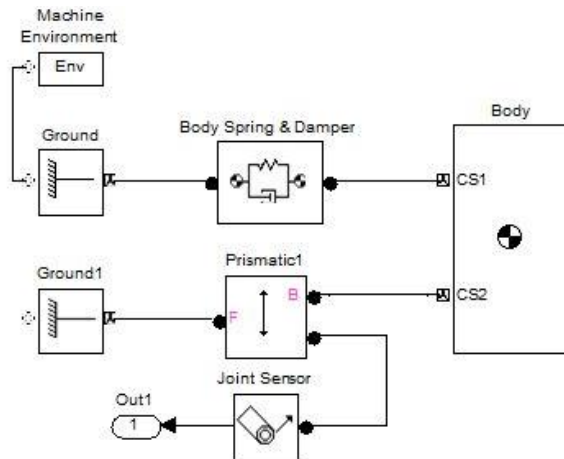 Machine
Environment
Env
Ground
Body Spring & Damper
Body
CS1
Ground1
Prismatic1
F
B
CS2
Joint Sensor
Out1
1